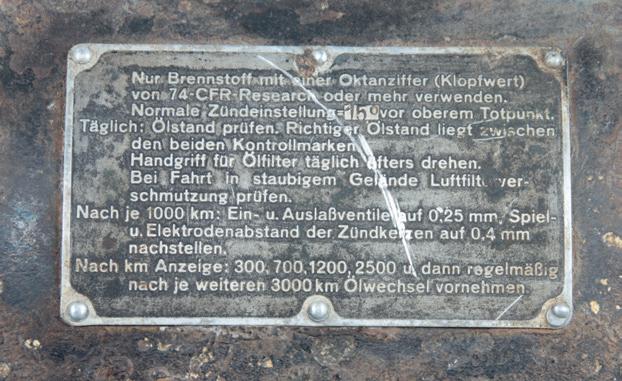 Nur Brennstoff mit einer Oktanziffer (Klopfwert)
von 74-CFR-Research oder mehr verwenden.
Normale Zündeinstellung=15° vor oberem Totpunkt.
Täglich: Ölstand prüfen. Richtiger Ölstand liegt zwischen
den beiden Kontrollmarken.
Handgriff für Ölfilter täglich öfters drehen.
Bei Fahrt in staubigem Gelände Luftfilterver-
schmutzung prüfen.
Nach je 1000 km: Ein- u. Auslaßventile auf 0,25 mm, Spiel-
u. Elektrodenabstand der Zündkerzen auf 0,4 mm
nachstellen.
Nach km Anzeige: 300, 700, 1200, 2500 u. dann regelmäßig
nach je weiteren 3000 km Ölwechsel vornehmen.